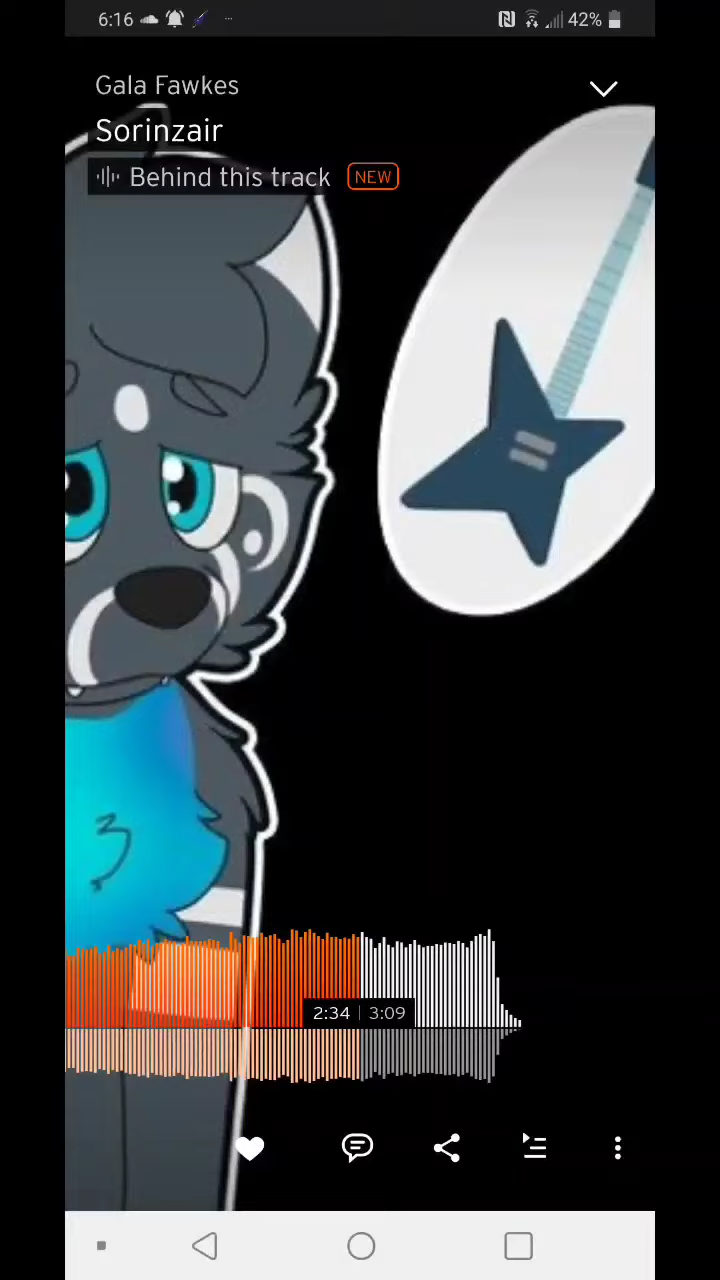 6:16 42%
Gala Fawkes
Sorinzair
Behind this track NEW
2:34 | 3:09